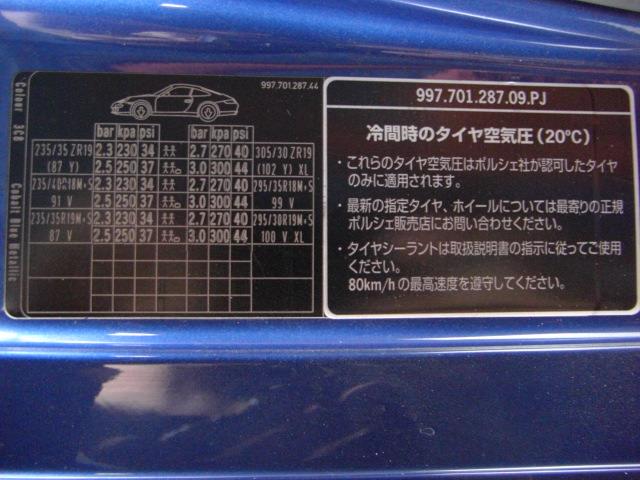 Colour 3C8 Cobalt Blue Metallic
997.701.287.44
bar kpa psi bar kpa psi
235/35 ZR19 2.3 230 34 2.7 270 40 305/30 ZR19
(87 Y) 2.5 250 37 3.0 300 44 (102 Y) XL
235/40R18M+S 2.3 230 34 2.7 270 40 295/35R18M+S
91 V 2.5 250 37 3.0 300 44 99 V
235/35R19M+S 2.3 230 34 2.7 270 40 295/30R19M+S
87 V 2.5 250 37 3.0 300 44 100 V XL
997.701.287.09.PJ
冷間時のタイヤ空気圧(20°C)
・これらのタイヤ空気圧はポルシェ社が認可したタイヤ
のみに適用されます。
・最新の指定タイヤ、ホイールについては最寄りの正規
ポルシェ販売店にお問い合わせください。
・タイヤシーラントは取扱説明書の指示に従ってご使用
ください。
80km/hの最高速度を遵守してください。